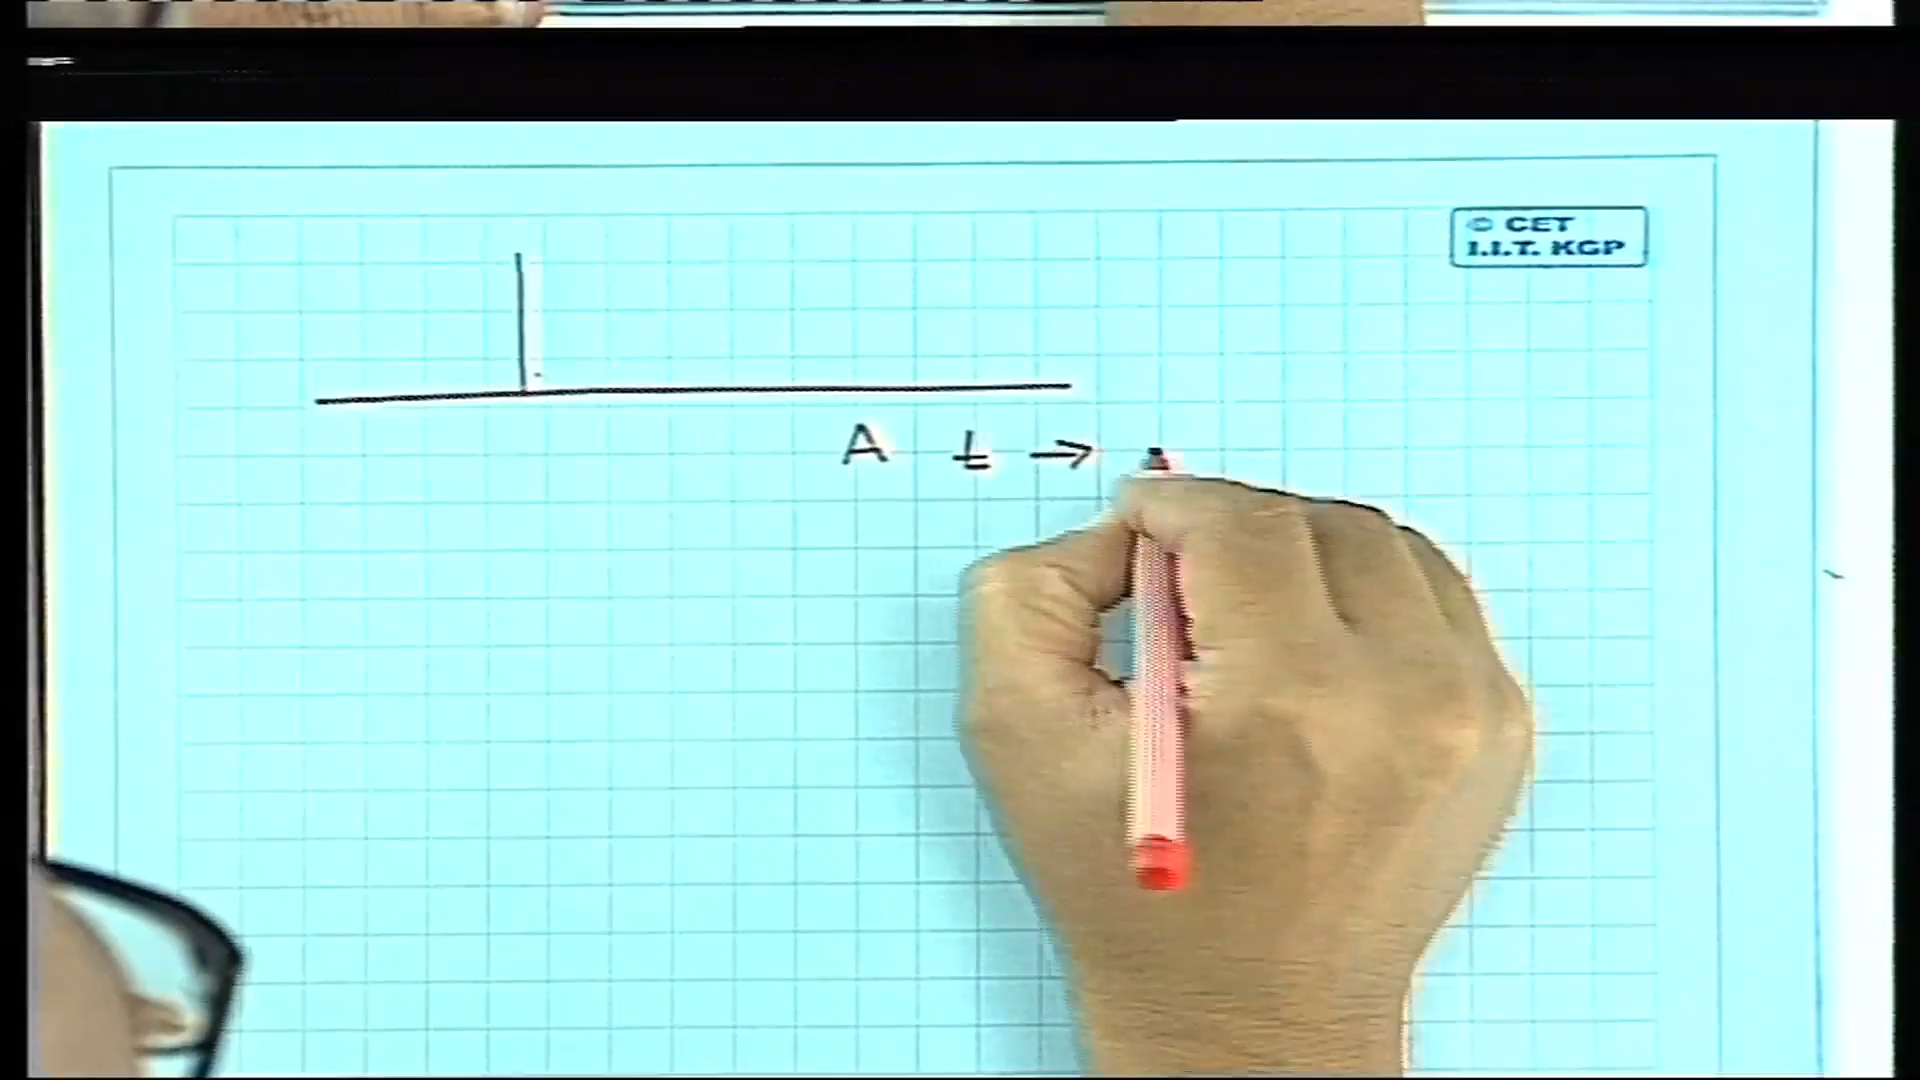 © CET
I.I.T. KGP
A t →